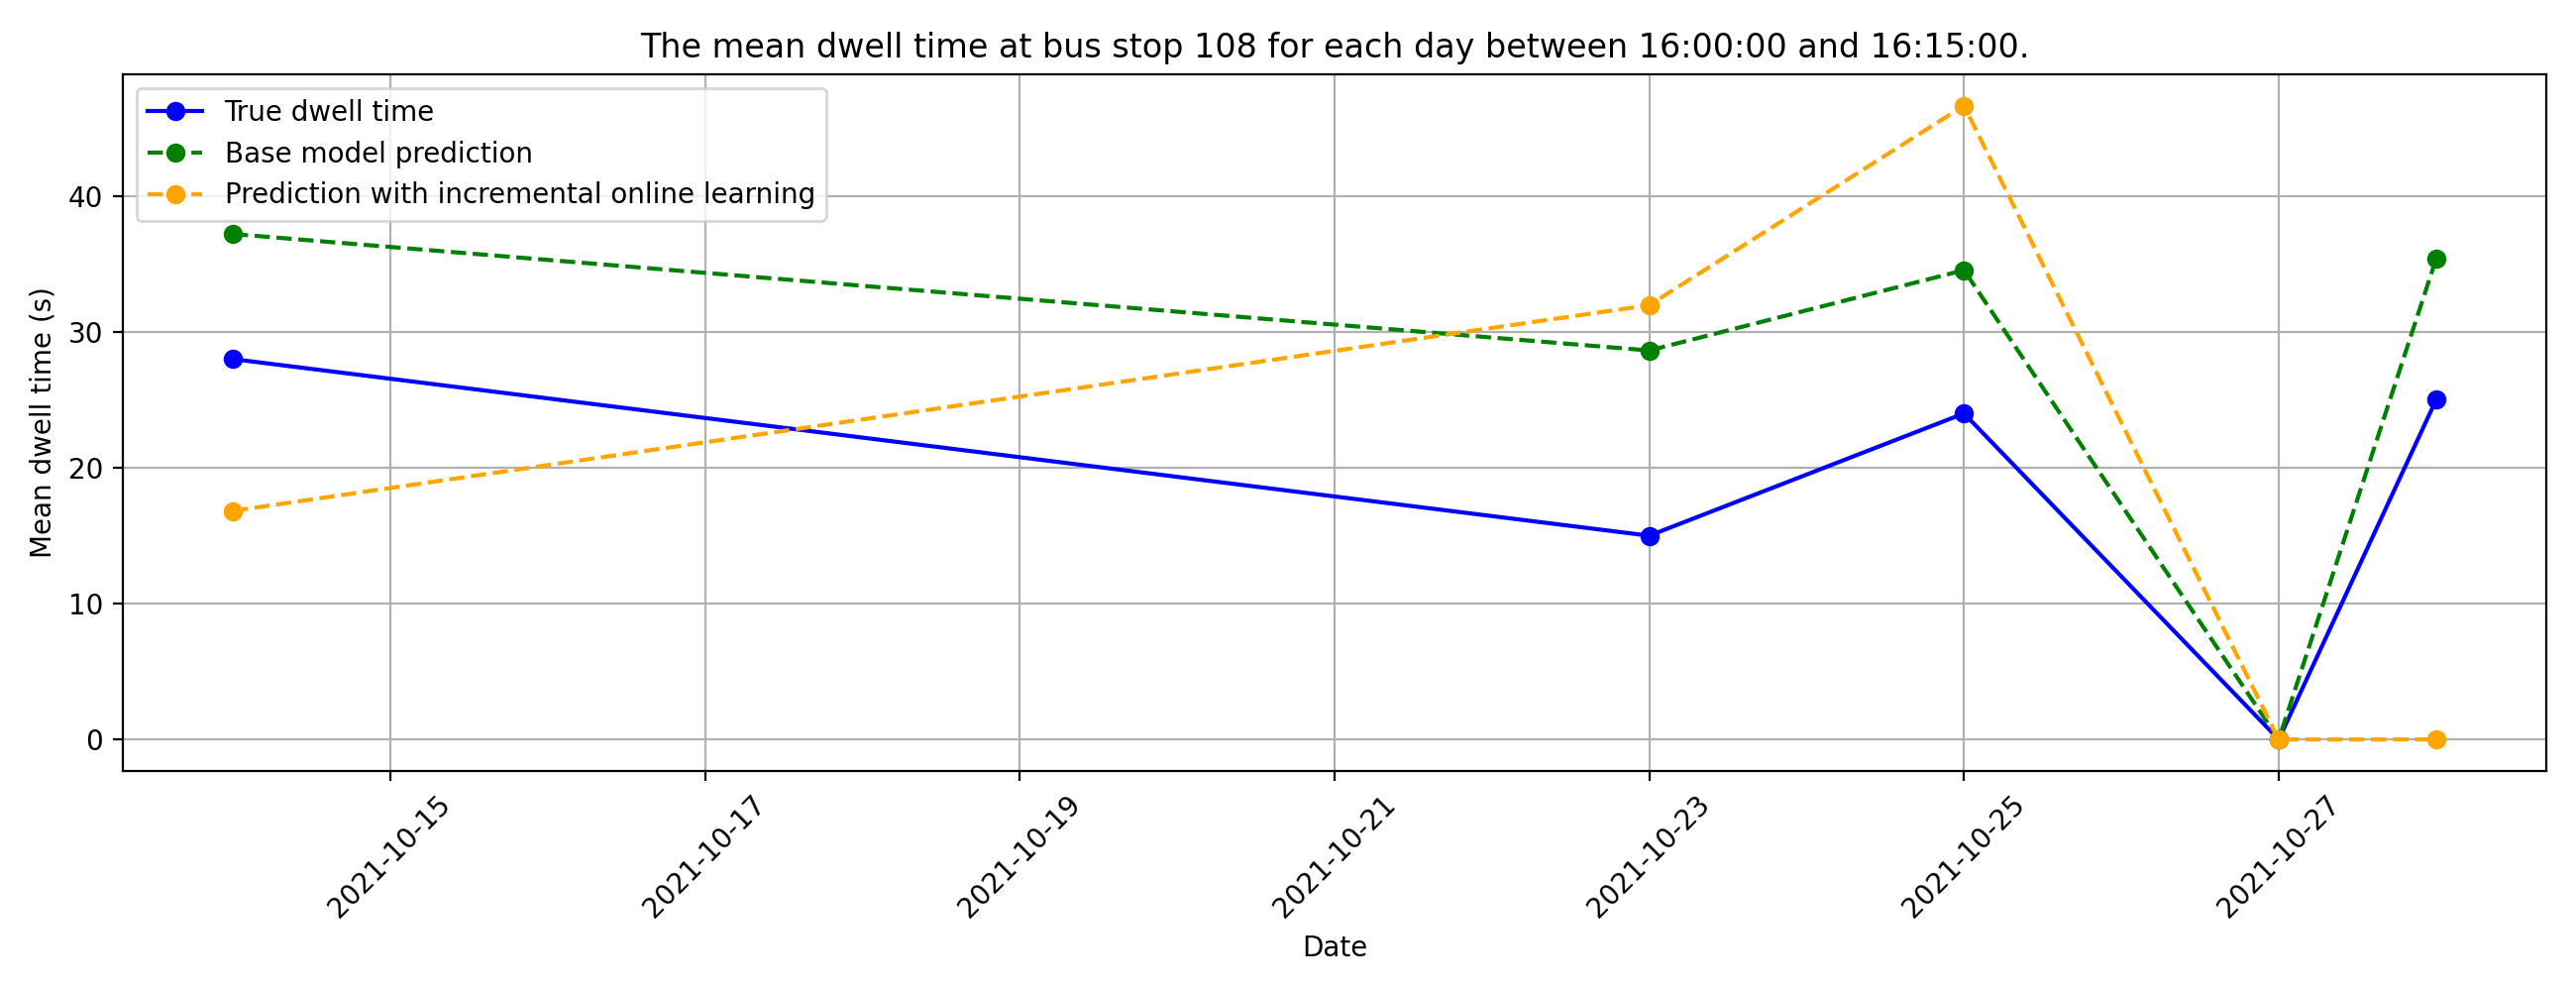 The mean dwell time at bus stop 108 for each day between 16:00:00 and 16:15:00.
True dwell time
Base model prediction
Prediction with incremental online learning
Mean dwell time (s)
40
30
20
10
0
2021-10-15
2021-10-17
2021-10-19
2021-10-21
2021-10-23
2021-10-25
2021-10-27
Date